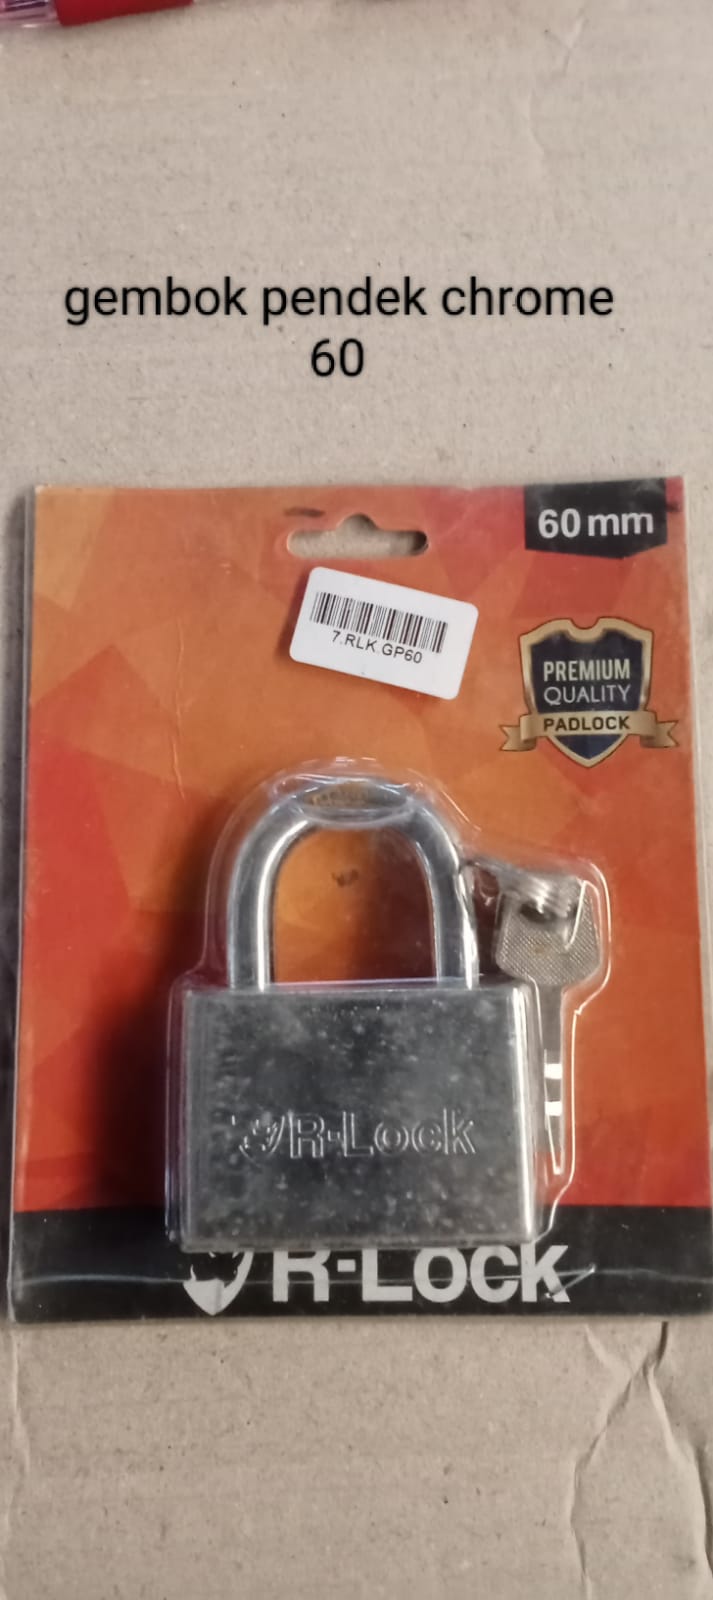 gembok pendek chrome
60
60 mm
7.RLK.GP60
PREMIUM
QUALITY
PADLOCK
R-Lock
R-Lock